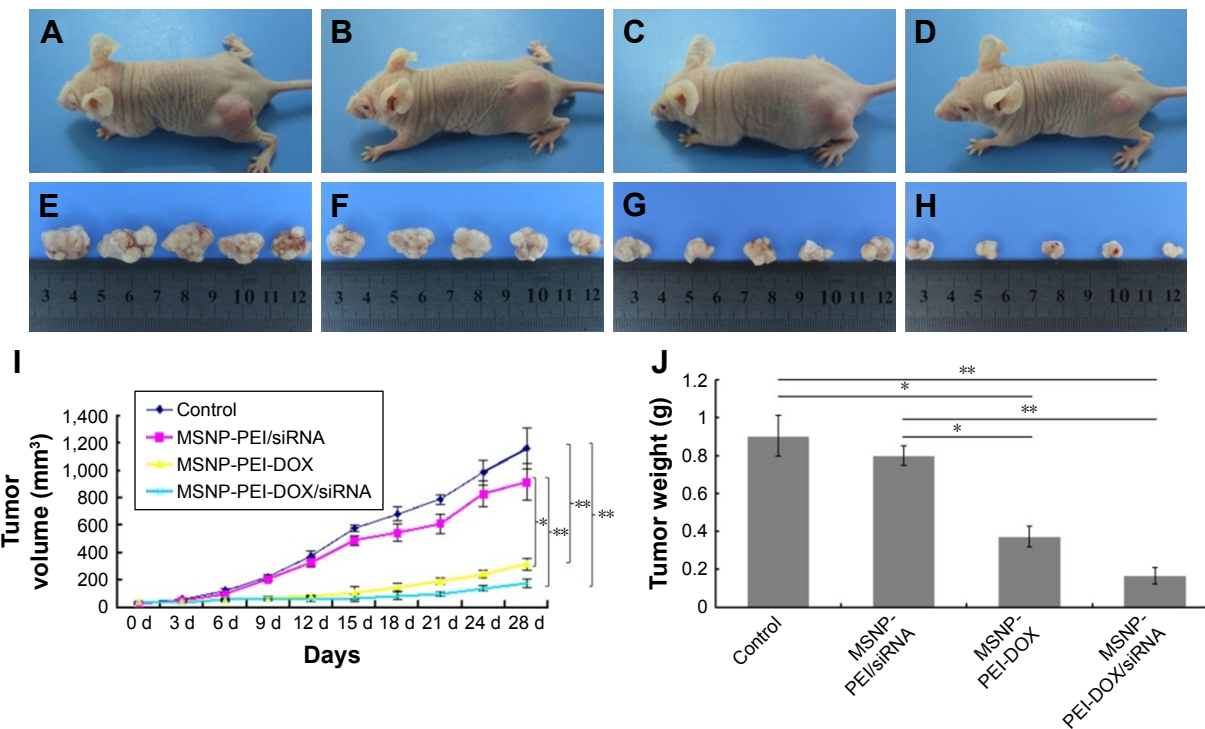 A
B
C
D
E
F
G
H
3 4 5 6 7 8 9 10 11 12
3 4 5 6 7 8 9 10 11 12
3 4 5 6 7 8 9 10 11 12
3 4 5 6 7 8 9 10 11 12
I
Control
MSNP-PEI/siRNA
MSNP-PEI-DOX
MSNP-PEI-DOX/siRNA
Tumor
volume (mm³)
1,400
1,200
1,000
800
600
400
200
0
0 d 3 d 6 d 9 d 12 d 15 d 18 d 21 d 24 d 28 d
Days
*
**
**
**
J
Tumor weight (g)
1.2
1
0.8
0.6
0.4
0.2
0
**
*
**
*
Control
MSNP-
PEI/siRNA
MSNP-
PEI-DOX
MSNP-
PEI-DOX/siRNA